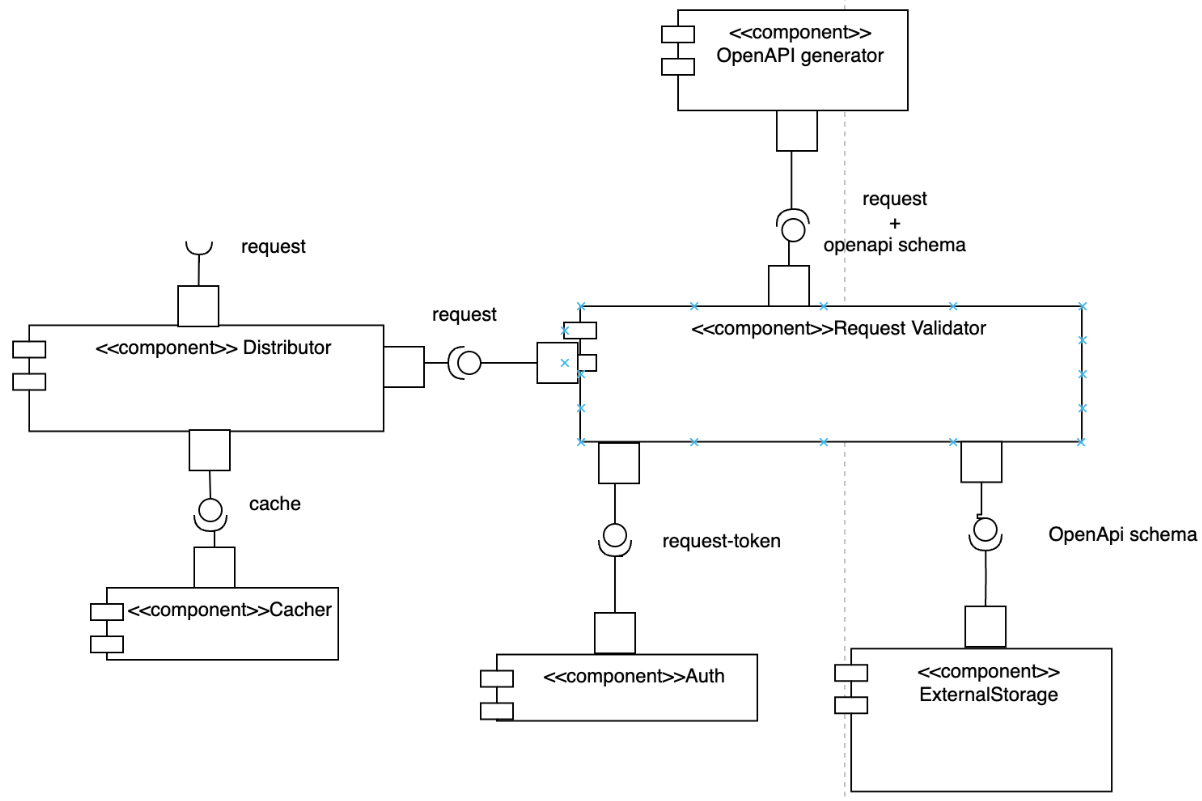 <<component>>
OpenAPI generator
request
+
openapi schema
request
request
<<component>> Distributor
<<component>>Request Validator
cache
request-token
OpenApi schema
<<component>>Cacher
<<component>>Auth
<<component>>
ExternalStorage